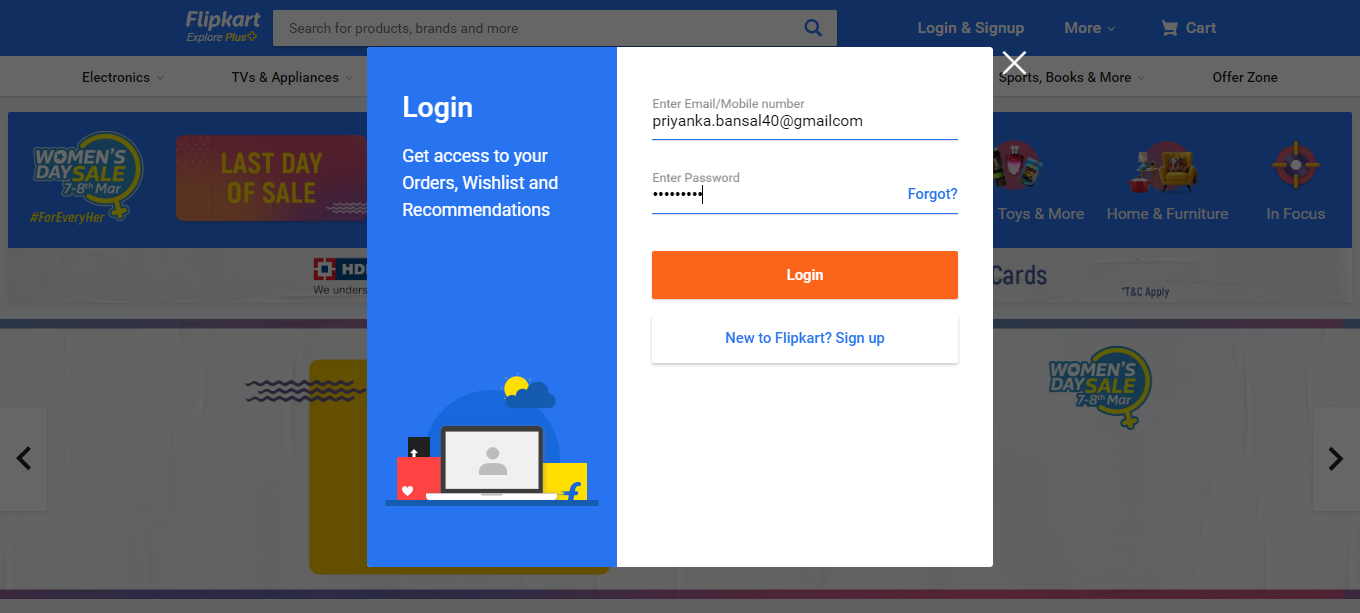 Flipkart
Explore Plus
Search for products, brands and more
Login & Signup
More
Cart
Electronics
TVs & Appliances
Sports, Books & More
Offer Zone
WOMEN'S
DAY SALE
7-8th Mar
#ForEveryHer
LAST DAY
OF SALE
Toys & More
Home & Furniture
In Focus
We unders
Cards
*T&C Apply
Login
Get access to your
Orders, Wishlist and
Recommendations
Enter Email/Mobile number
priyanka.bansal40@gmailcom
Enter Password
•••••••••
Forgot?
Login
New to Flipkart? Sign up
WOMEN'S
DAY SALE
7-8th Mar